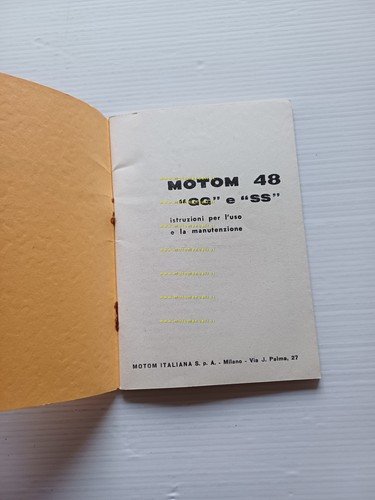 MOTOM 48
"GG" e "SS"
istruzioni per l'uso
e la manutenzione
MOTOM ITALIANA S. p. A. - Milano - Via J. Palma, 27